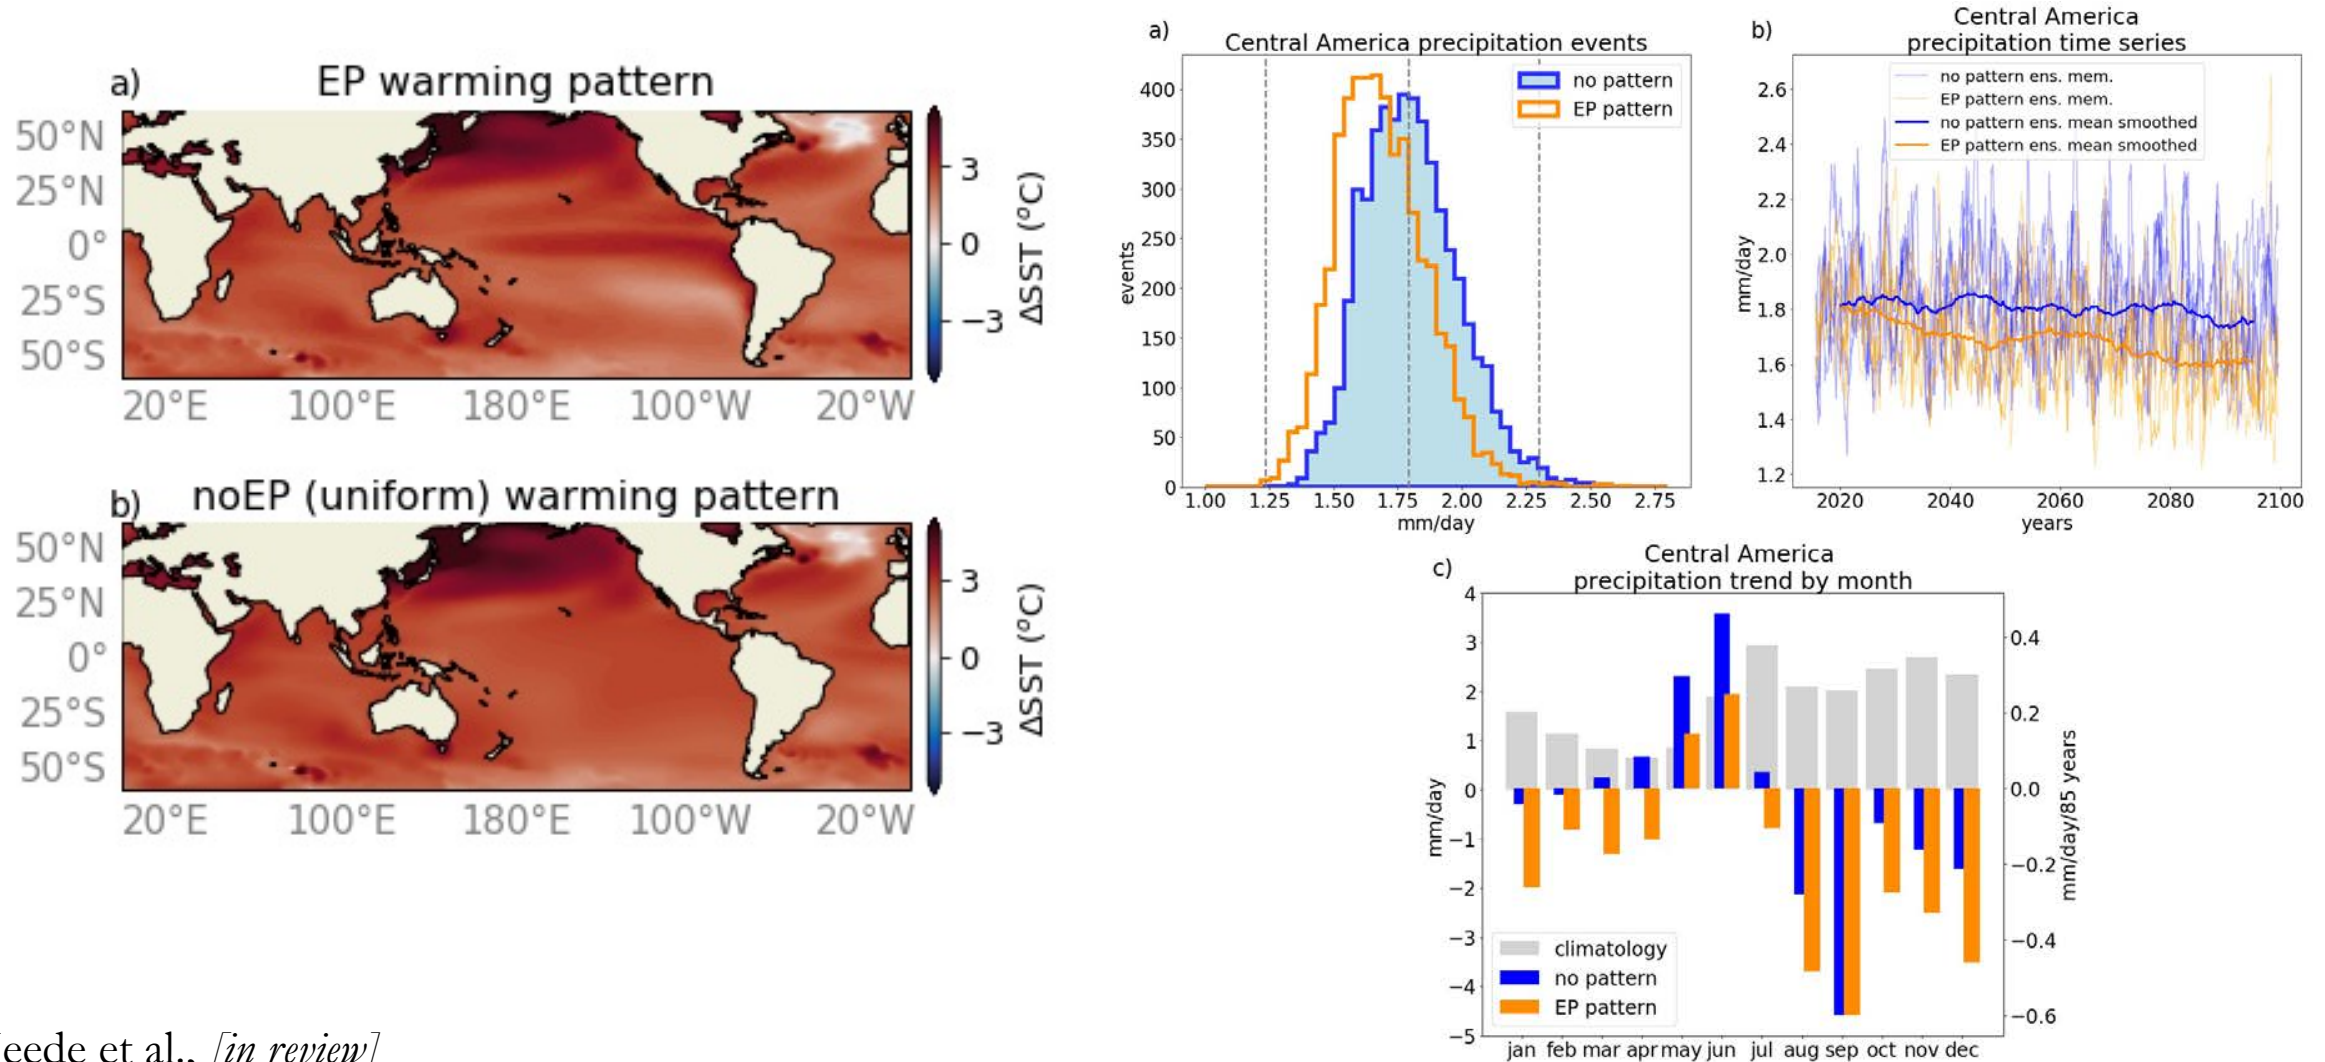 a) EP warming pattern
50°N
25°N
0°
25°S
50°S
20°E 100°E 180°E 100°W 20°W
3
0
−3
ΔSST (°C)
b) noEP (uniform) warming pattern
50°N
25°N
0°
25°S
50°S
20°E 100°E 180°E 100°W 20°W
3
0
−3
ΔSST (°C)
et al., [in review]
a) Central America precipitation events
no pattern
EP pattern
400
350
300
250
200
150
100
50
0
events
1.00 1.25 1.50 1.75 2.00 2.25 2.50 2.75
mm/day
b) Central America
precipitation time series
no pattern ens. mem.
EP pattern ens. mem.
no pattern ens. mean smoothed
EP pattern ens. mean smoothed
2.6
2.4
2.2
2.0
1.8
1.6
1.4
1.2
mm/day
2020 2040 2060 2080 2100
years
c) Central America
precipitation trend by month
4
3
2
1
0
−1
−2
−3
−4
−5
mm/day
0.4
0.2
0.0
−0.2
−0.4
−0.6
mm/day/85 years
climatology
no pattern
EP pattern
jan feb mar apr may jun jul aug sep oct nov dec